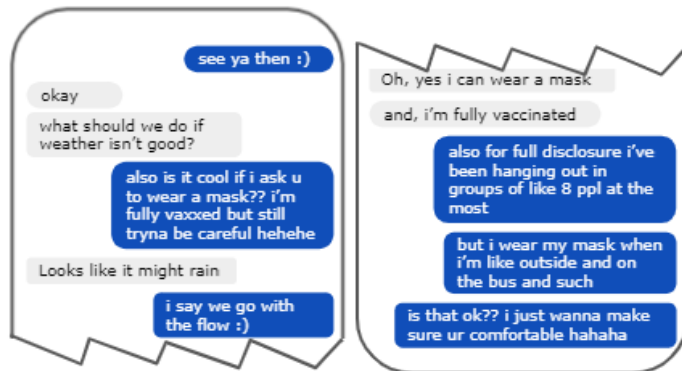 see ya then :)
okay
what should we do if
weather isn't good?
also is it cool if i ask u
to wear a mask?? i'm
fully vaxxed but still
tryna be careful hehehe
Looks like it might rain
i say we go with
the flow :)
Oh, yes i can wear a mask
and, i'm fully vaccinated
also for full disclosure i've
been hanging out in
groups of like 8 ppl at the
most
but i wear my mask when
i'm like outside and on
the bus and such
is that ok?? i just wanna make
sure ur comfortable hahaha